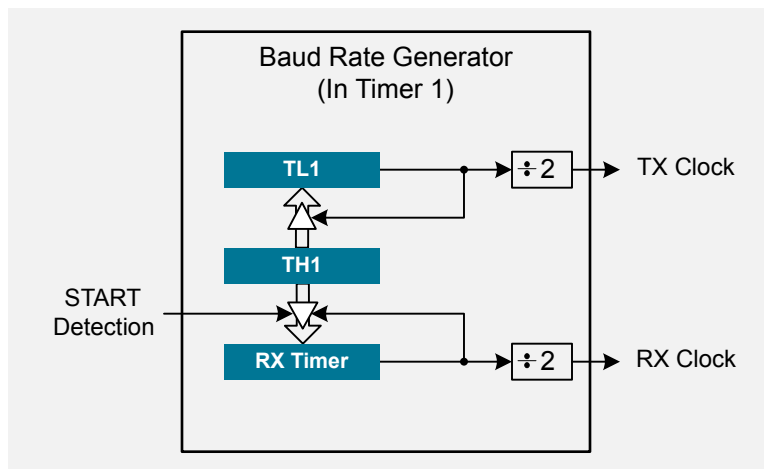 Baud Rate Generator
(In Timer 1)
TL1
÷2
TX Clock
TH1
START
Detection
RX Timer
÷2
RX Clock